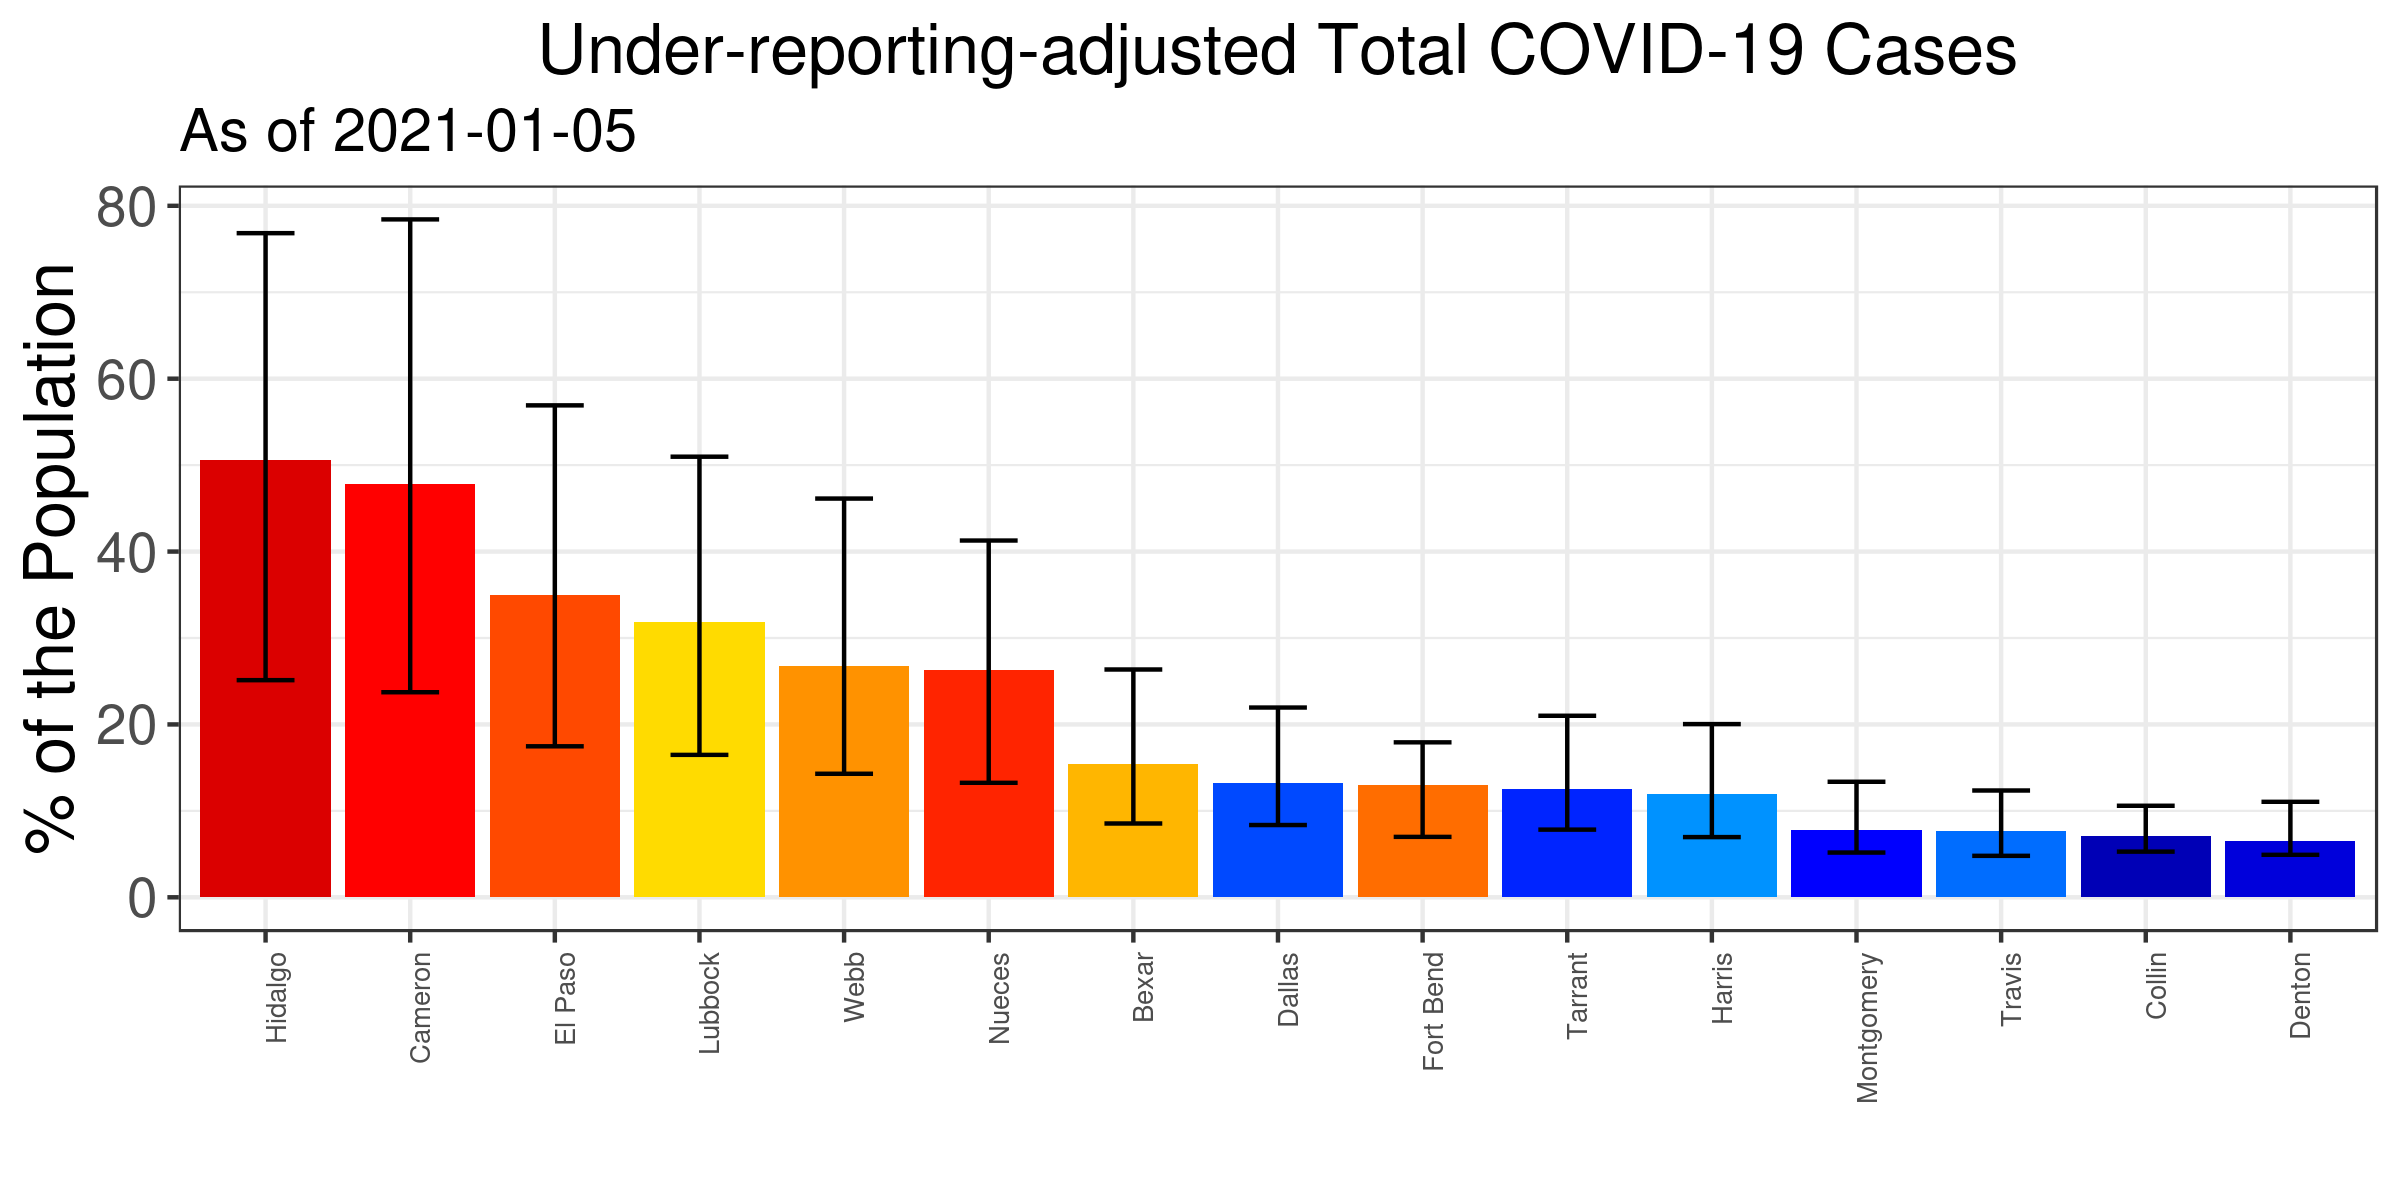 Under-reporting-adjusted Total COVID-19 Cases
As of 2021-01-05
% of the Population
80
60
40
20
0
Hidalgo
Cameron
El Paso
Lubbock
Webb
Nueces
Bexar
Dallas
Fort Bend
Tarrant
Harris
Montgomery
Travis
Collin
Denton